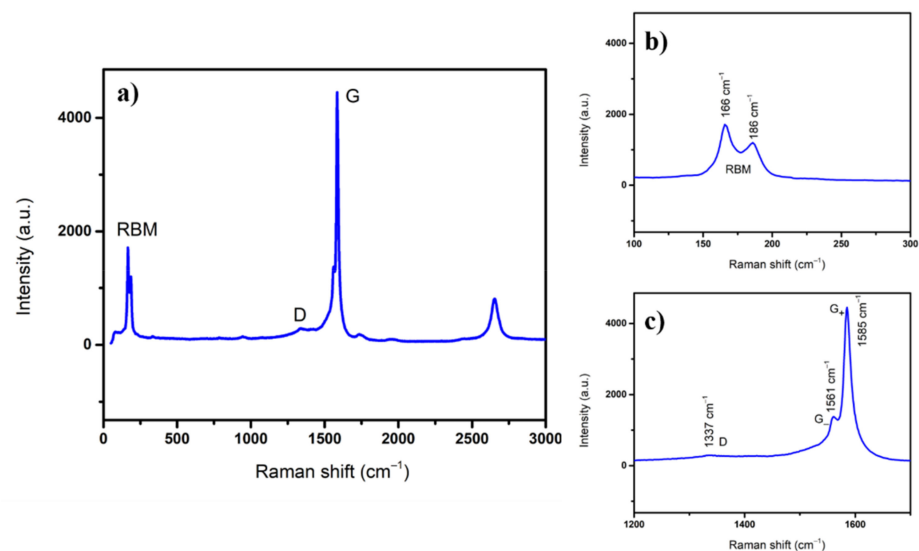 a)
G
RBM
D
Intensity (a.u.)
4000
2000
0
0 500 1000 1500 2000 2500 3000
Raman shift (cm⁻¹)
b)
166 cm⁻¹
186 cm⁻¹
RBM
Intensity (a.u.)
4000
2000
0
100 150 200 250 300
Raman shift (cm⁻¹)
c)
G₊
1585 cm⁻¹
1561 cm⁻¹
G₋
1337 cm⁻¹
D
Intensity (a.u.)
4000
2000
0
1200 1400 1600
Raman shift (cm⁻¹)